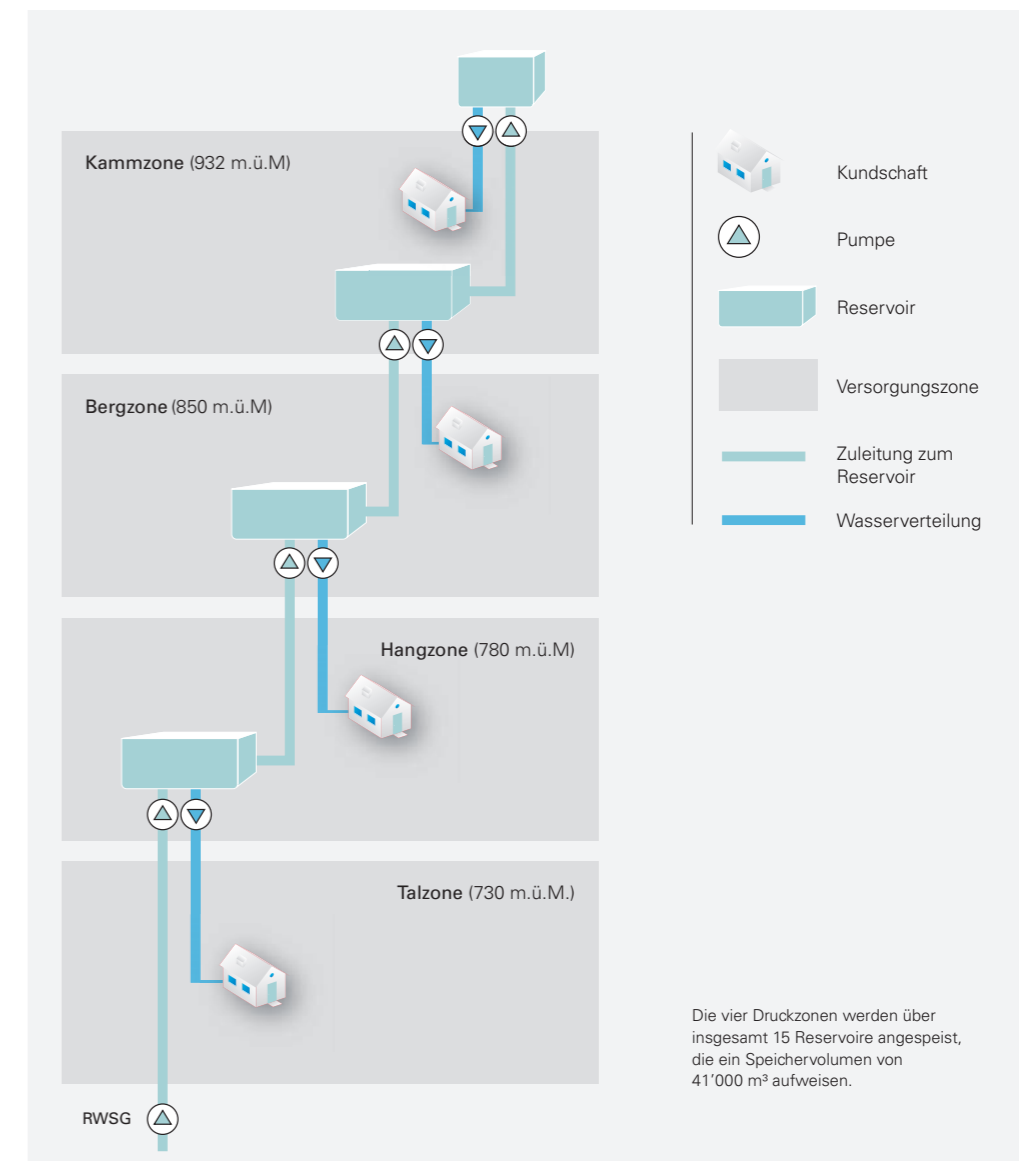 Kammzone (932 m.ü.M)
Bergzone (850 m.ü.M)
Hangzone (780 m.ü.M)
Talzone (730 m.ü.M.)
RWSG
Kundschaft
Pumpe
Reservoir
Versorgungszone
Zuleitung zum
Reservoir
Wasserverteilung
Die vier Druckzonen werden über
insgesamt 15 Reservoire angespeist,
die ein Speichervolumen von
41’000 m³ aufweisen.